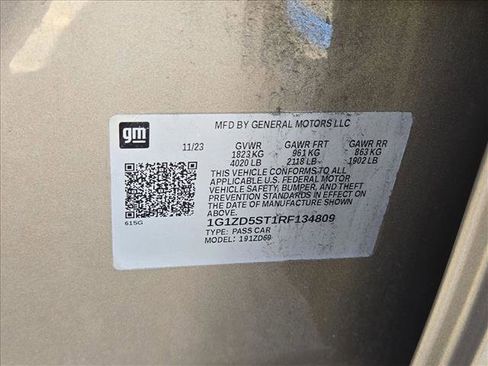 gm
MFD BY GENERAL MOTORS LLC
11/23 GVWR GAWR FRT GAWR RR
1823 KG 961 KG 863 KG
4020 LB 2118 LB 1902 LB
THIS VEHICLE CONFORMS TO ALL
APPLICABLE U.S. FEDERAL MOTOR
VEHICLE SAFETY, BUMPER, AND THEFT
PREVENTION STANDARDS IN EFFECT ON
THE DATE OF MANUFACTURE SHOWN ABOVE.
1G1ZD5ST1RF134809
615G
TYPE: PASS CAR
MODEL: 191ZD69